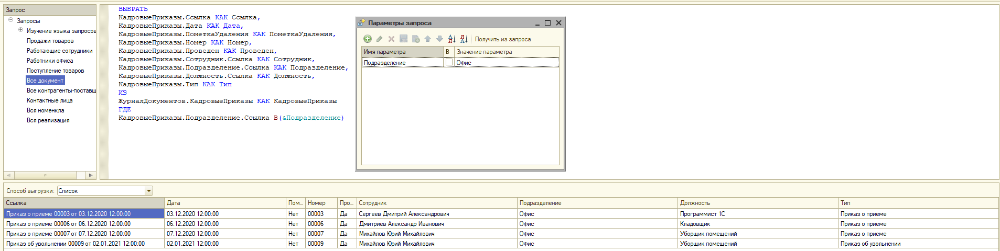 Запрос
Запросы
Изучение языка запросов
Продажи товаров
Работающие сотрудники
Работники офиса
Поступление товаров
Все документ
Все контрагенты-поставщ
Контактные лица
Вся номенкла
Вся реализация
ВЫБРАТЬ
КадровыеПриказы.Ссылка КАК Ссылка,
КадровыеПриказы.Дата КАК Дата,
КадровыеПриказы.ПометкаУдаления КАК ПометкаУдаления,
КадровыеПриказы.Номер КАК Номер,
КадровыеПриказы.Проведен КАК Проведен,
КадровыеПриказы.Сотрудник.Ссылка КАК Сотрудник,
КадровыеПриказы.Подразделение.Ссылка КАК Подразделение,
КадровыеПриказы.Должность.Ссылка КАК Должность,
КадровыеПриказы.Тип КАК Тип
ИЗ
ЖурналДокументов.КадровыеПриказы КАК КадровыеПриказы
ГДЕ
КадровыеПриказы.Подразделение.Ссылка В(&Подразделение)
Параметры запроса
Получить из запроса
Имя параметра В Значение параметра
Подразделение Офис
Способ выгрузки: Список
Ссылка Дата Пом... Номер Про... Сотрудник Подразделение Должность Тип
Приказ о приеме 00003 от 03.12.2020 12:00:00 03.12.2020 12:00:00 Нет 00003 Да Сергеев Дмитрий Александрович Офис Программист 1С Приказ о приеме
Приказ о приеме 00006 от 06.12.2020 12:00:00 06.12.2020 12:00:00 Нет 00006 Да Дмитриев Александр Иванович Офис Кладовщик Приказ о приеме
Приказ о приеме 00007 от 07.12.2020 12:00:00 07.12.2020 12:00:00 Нет 00007 Да Михайлов Юрий Михайлович Офис Уборщик помещений Приказ о приеме
Приказ об увольнении 00009 от 02.01.2021 12:00:00 02.01.2021 12:00:00 Нет 00009 Да Михайлов Юрий Михайлович Офис Уборщик помещений Приказ об увольнении